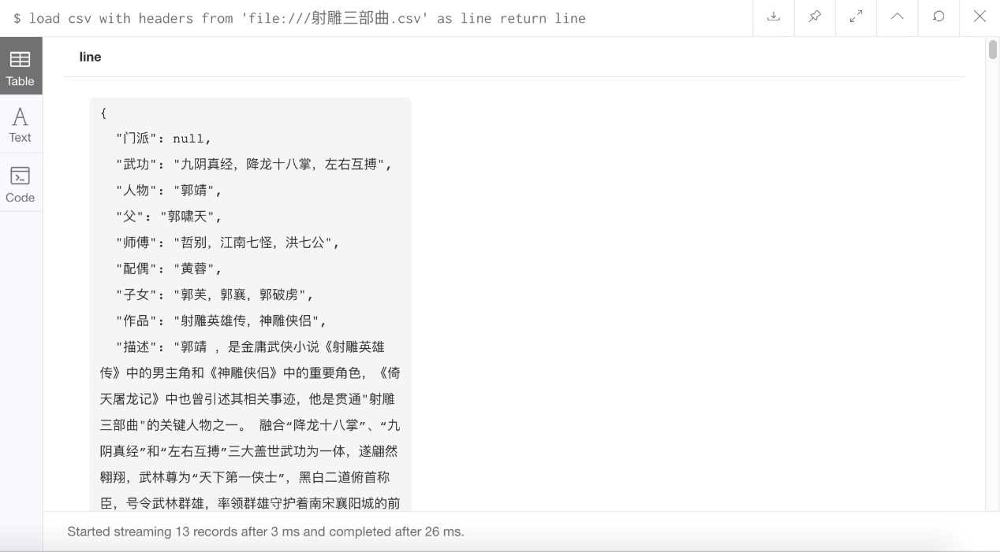 $ load csv with headers from 'file:///射雕三部曲.csv' as line return line
Table
Text
Code
line
{
"门派": null,
"武功": "九阴真经，降龙十八掌，左右互搏",
"人物": "郭靖",
"父": "郭啸天",
"师傅": "哲别，江南七怪，洪七公",
"配偶": "黄蓉",
"子女": "郭芙，郭襄，郭破虏",
"作品": "射雕英雄传，神雕侠侣",
"描述": "郭靖 ，是金庸武侠小说《射雕英雄
传》中的男主角和《神雕侠侣》中的重要角色，《倚
天屠龙记》中也曾引述其相关事迹，他是贯通"射雕
三部曲"的关键人物之一。 融合“降龙十八掌”、“九
阴真经”和“左右互搏”三大盖世武功为一体，遂翩然
翱翔，武林尊为“天下第一侠士”，黑白二道俯首称
臣，号令武林群雄，率领群雄守护着南宋襄阳城的前
Started streaming 13 records after 3 ms and completed after 26 ms.